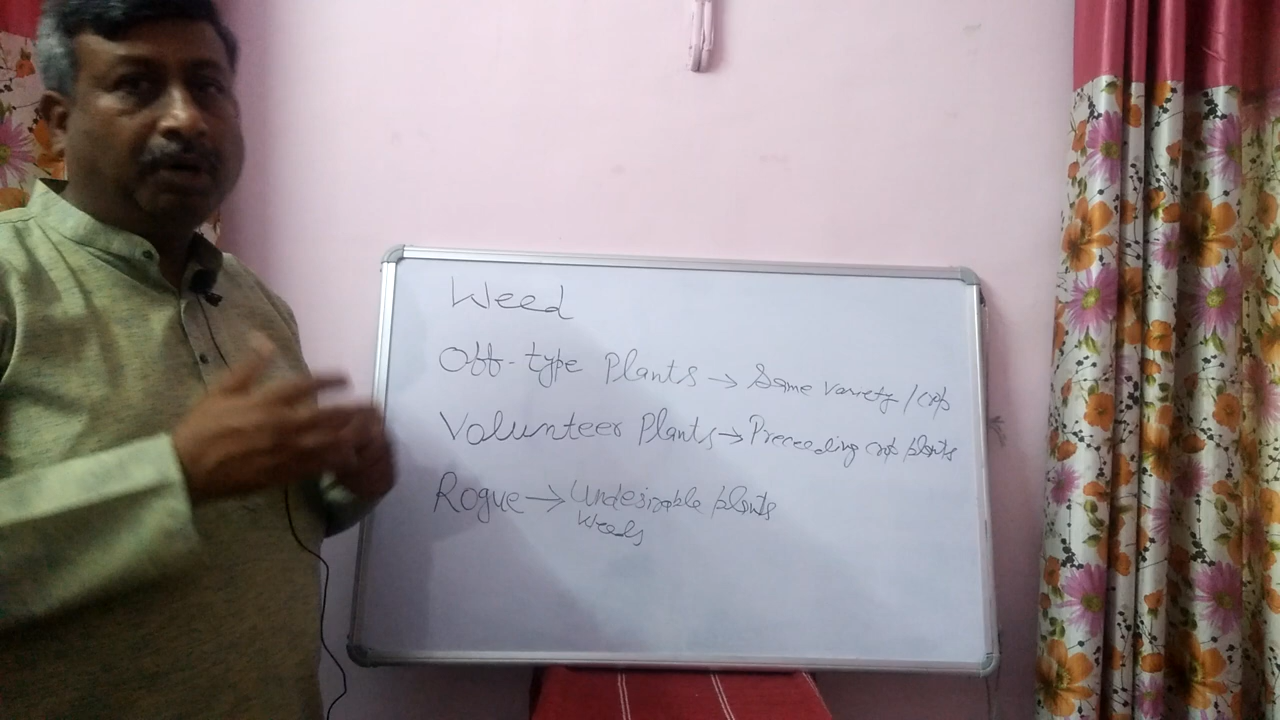 Weed
Off-type Plants → Same variety / crop
Volunteer Plants → Preceeding crop plants
Rogue → Undesirable plants
Weeds